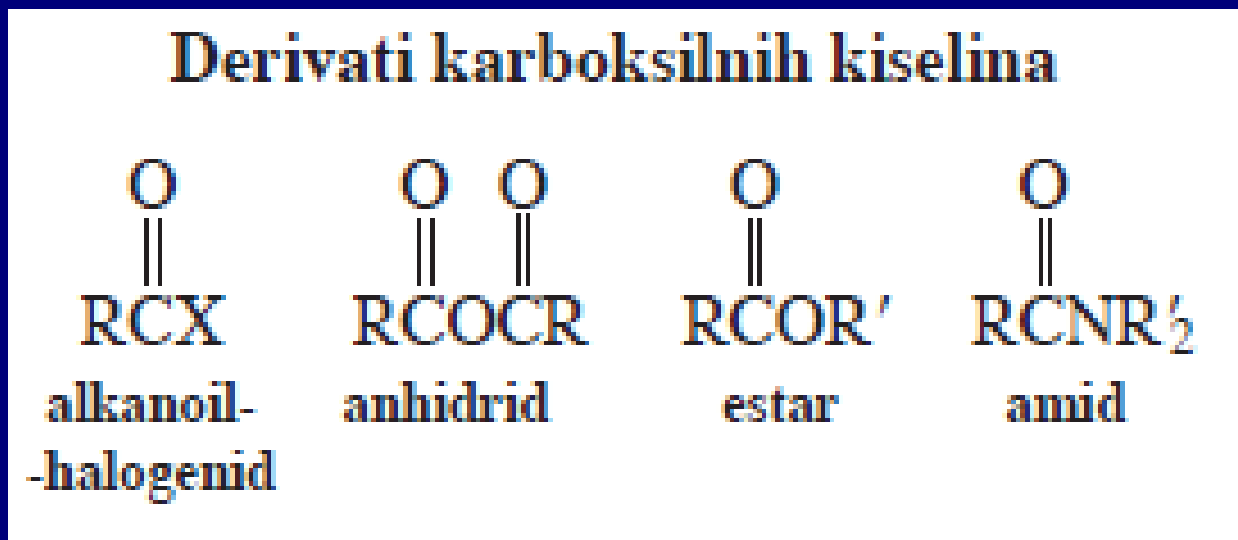 Derivati karboksilnih kiselina
O O O O O
RCX RCOCR RCOR′ RCNR′₂
alkanoil- anhidrid estar amid
-halogenid